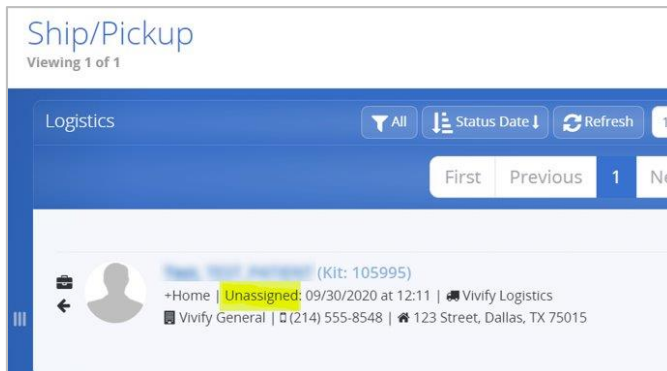 Ship/Pickup
Viewing 1 of 1
Logistics
All
Status Date
Refresh
1
First Previous 1
(Kit: 105995)
+Home | Unassigned: 09/30/2020 at 12:11 | Vivify Logistics
Vivify General | (214) 555-8548 | 123 Street, Dallas, TX 75015